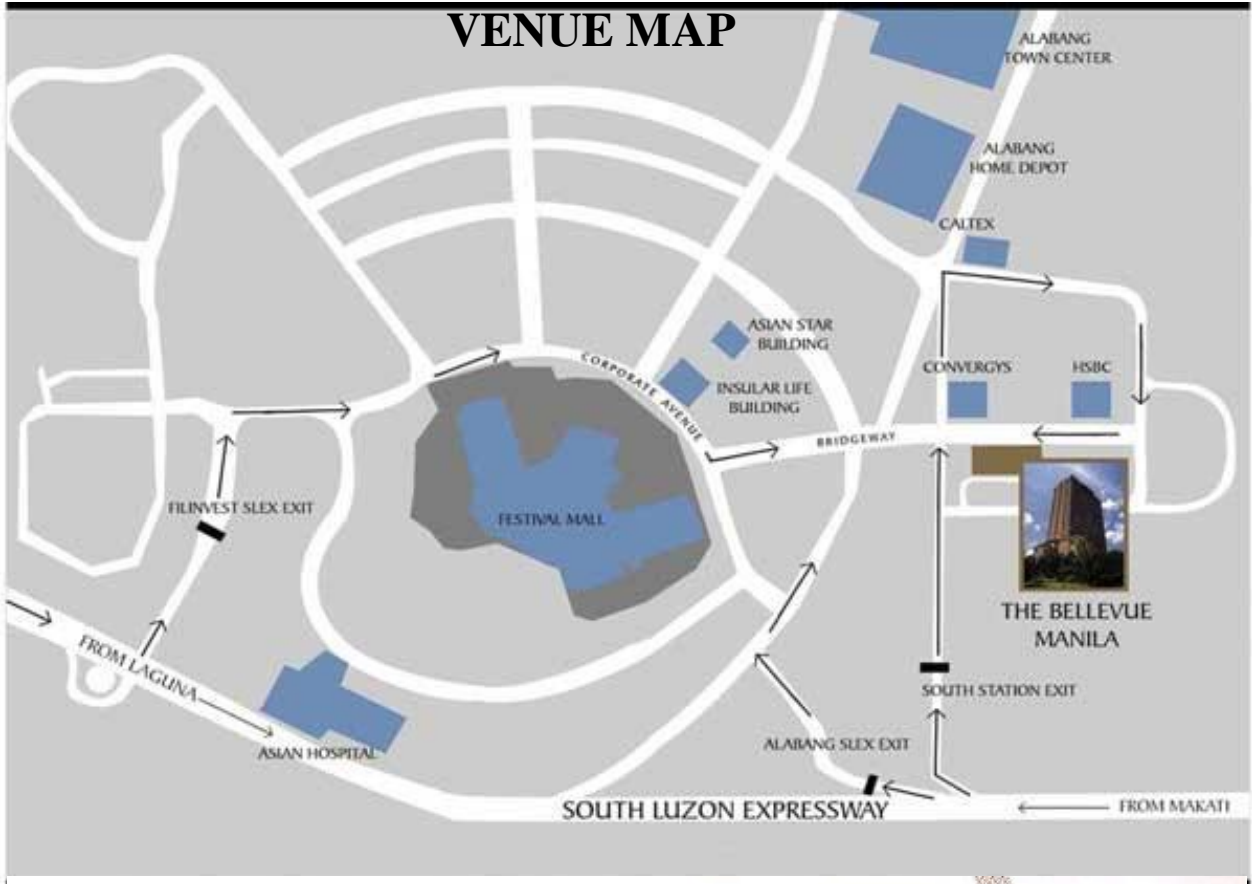 VENUE MAP
ALABANG
TOWN CENTER
ALABANG
HOME DEPOT
CALTEX
ASIAN STAR
BUILDING
CORPORATE AVENUE
INSULAR LIFE
BUILDING
CONVERGYS
HSBC
BRIDGEWAY
FILINVEST SLEX EXIT
FESTIVAL MALL
THE BELLEVUE
MANILA
FROM LAGUNA
SOUTH STATION EXIT
ASIAN HOSPITAL
ALABANG SLEX EXIT
SOUTH LUZON EXPRESSWAY
FROM MAKATI